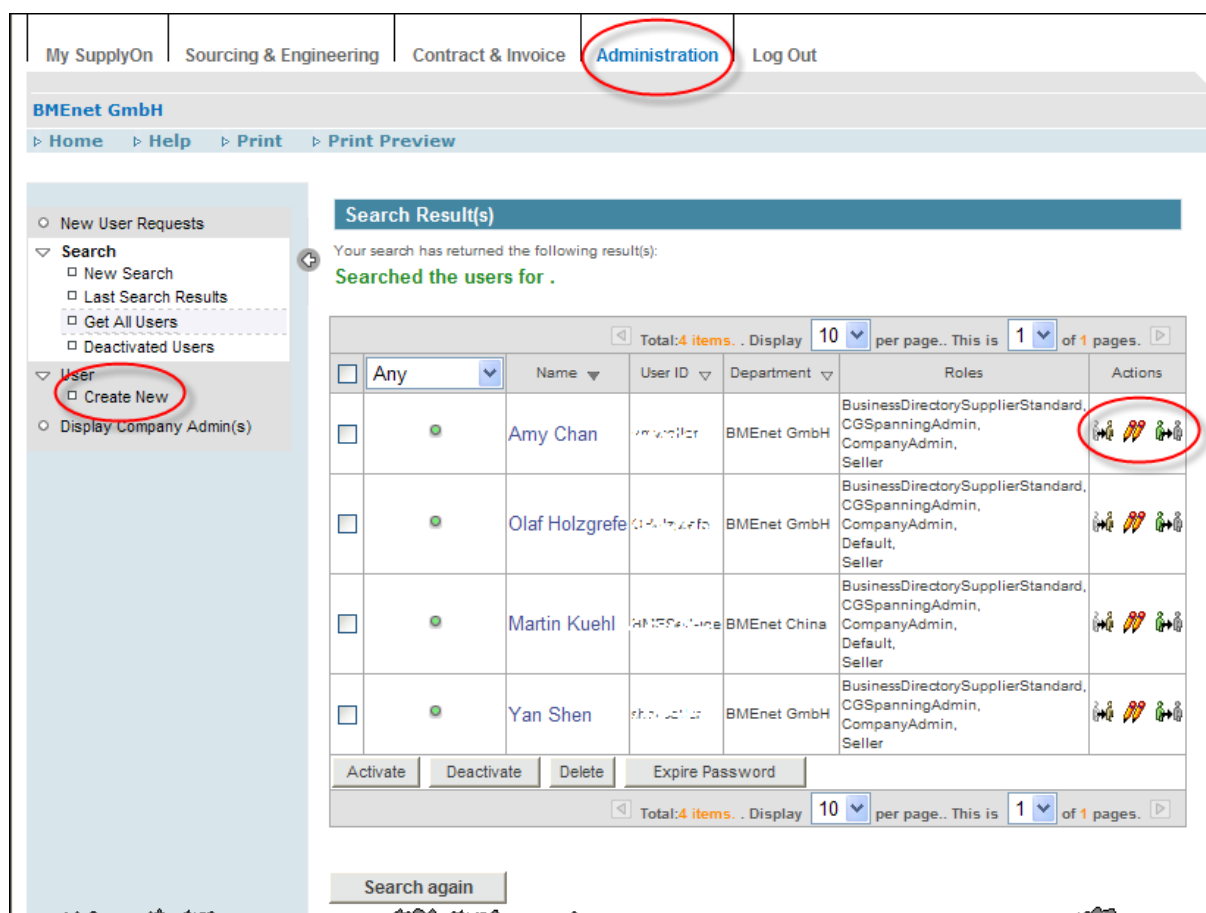 My SupplyOn Sourcing & Engineering Contract & Invoice Administration Log Out
BMEnet GmbH
Home Help Print Print Preview
New User Requests
Search
New Search
Last Search Results
Get All Users
Deactivated Users
User
Create New
Display Company Admin(s)
Search Result(s)
Your search has returned the following result(s):
Searched the users for .
Total:4 items. . Display 10 per page.. This is 1 of 1 pages.
Any Name User ID Department Roles Actions
Amy Chan BMEnet GmbH
BusinessDirectorySupplierStandard,
CGSpanningAdmin,
CompanyAdmin,
Seller
Olaf Holzgrefe BMEnet GmbH
BusinessDirectorySupplierStandard,
CGSpanningAdmin,
CompanyAdmin,
Default,
Seller
Martin Kuehl BMEnet China
BusinessDirectorySupplierStandard,
CGSpanningAdmin,
CompanyAdmin,
Default,
Seller
Yan Shen BMEnet GmbH
BusinessDirectorySupplierStandard,
CGSpanningAdmin,
CompanyAdmin,
Seller
Activate Deactivate Delete Expire Password
Total:4 items. . Display 10 per page.. This is 1 of 1 pages.
Search again